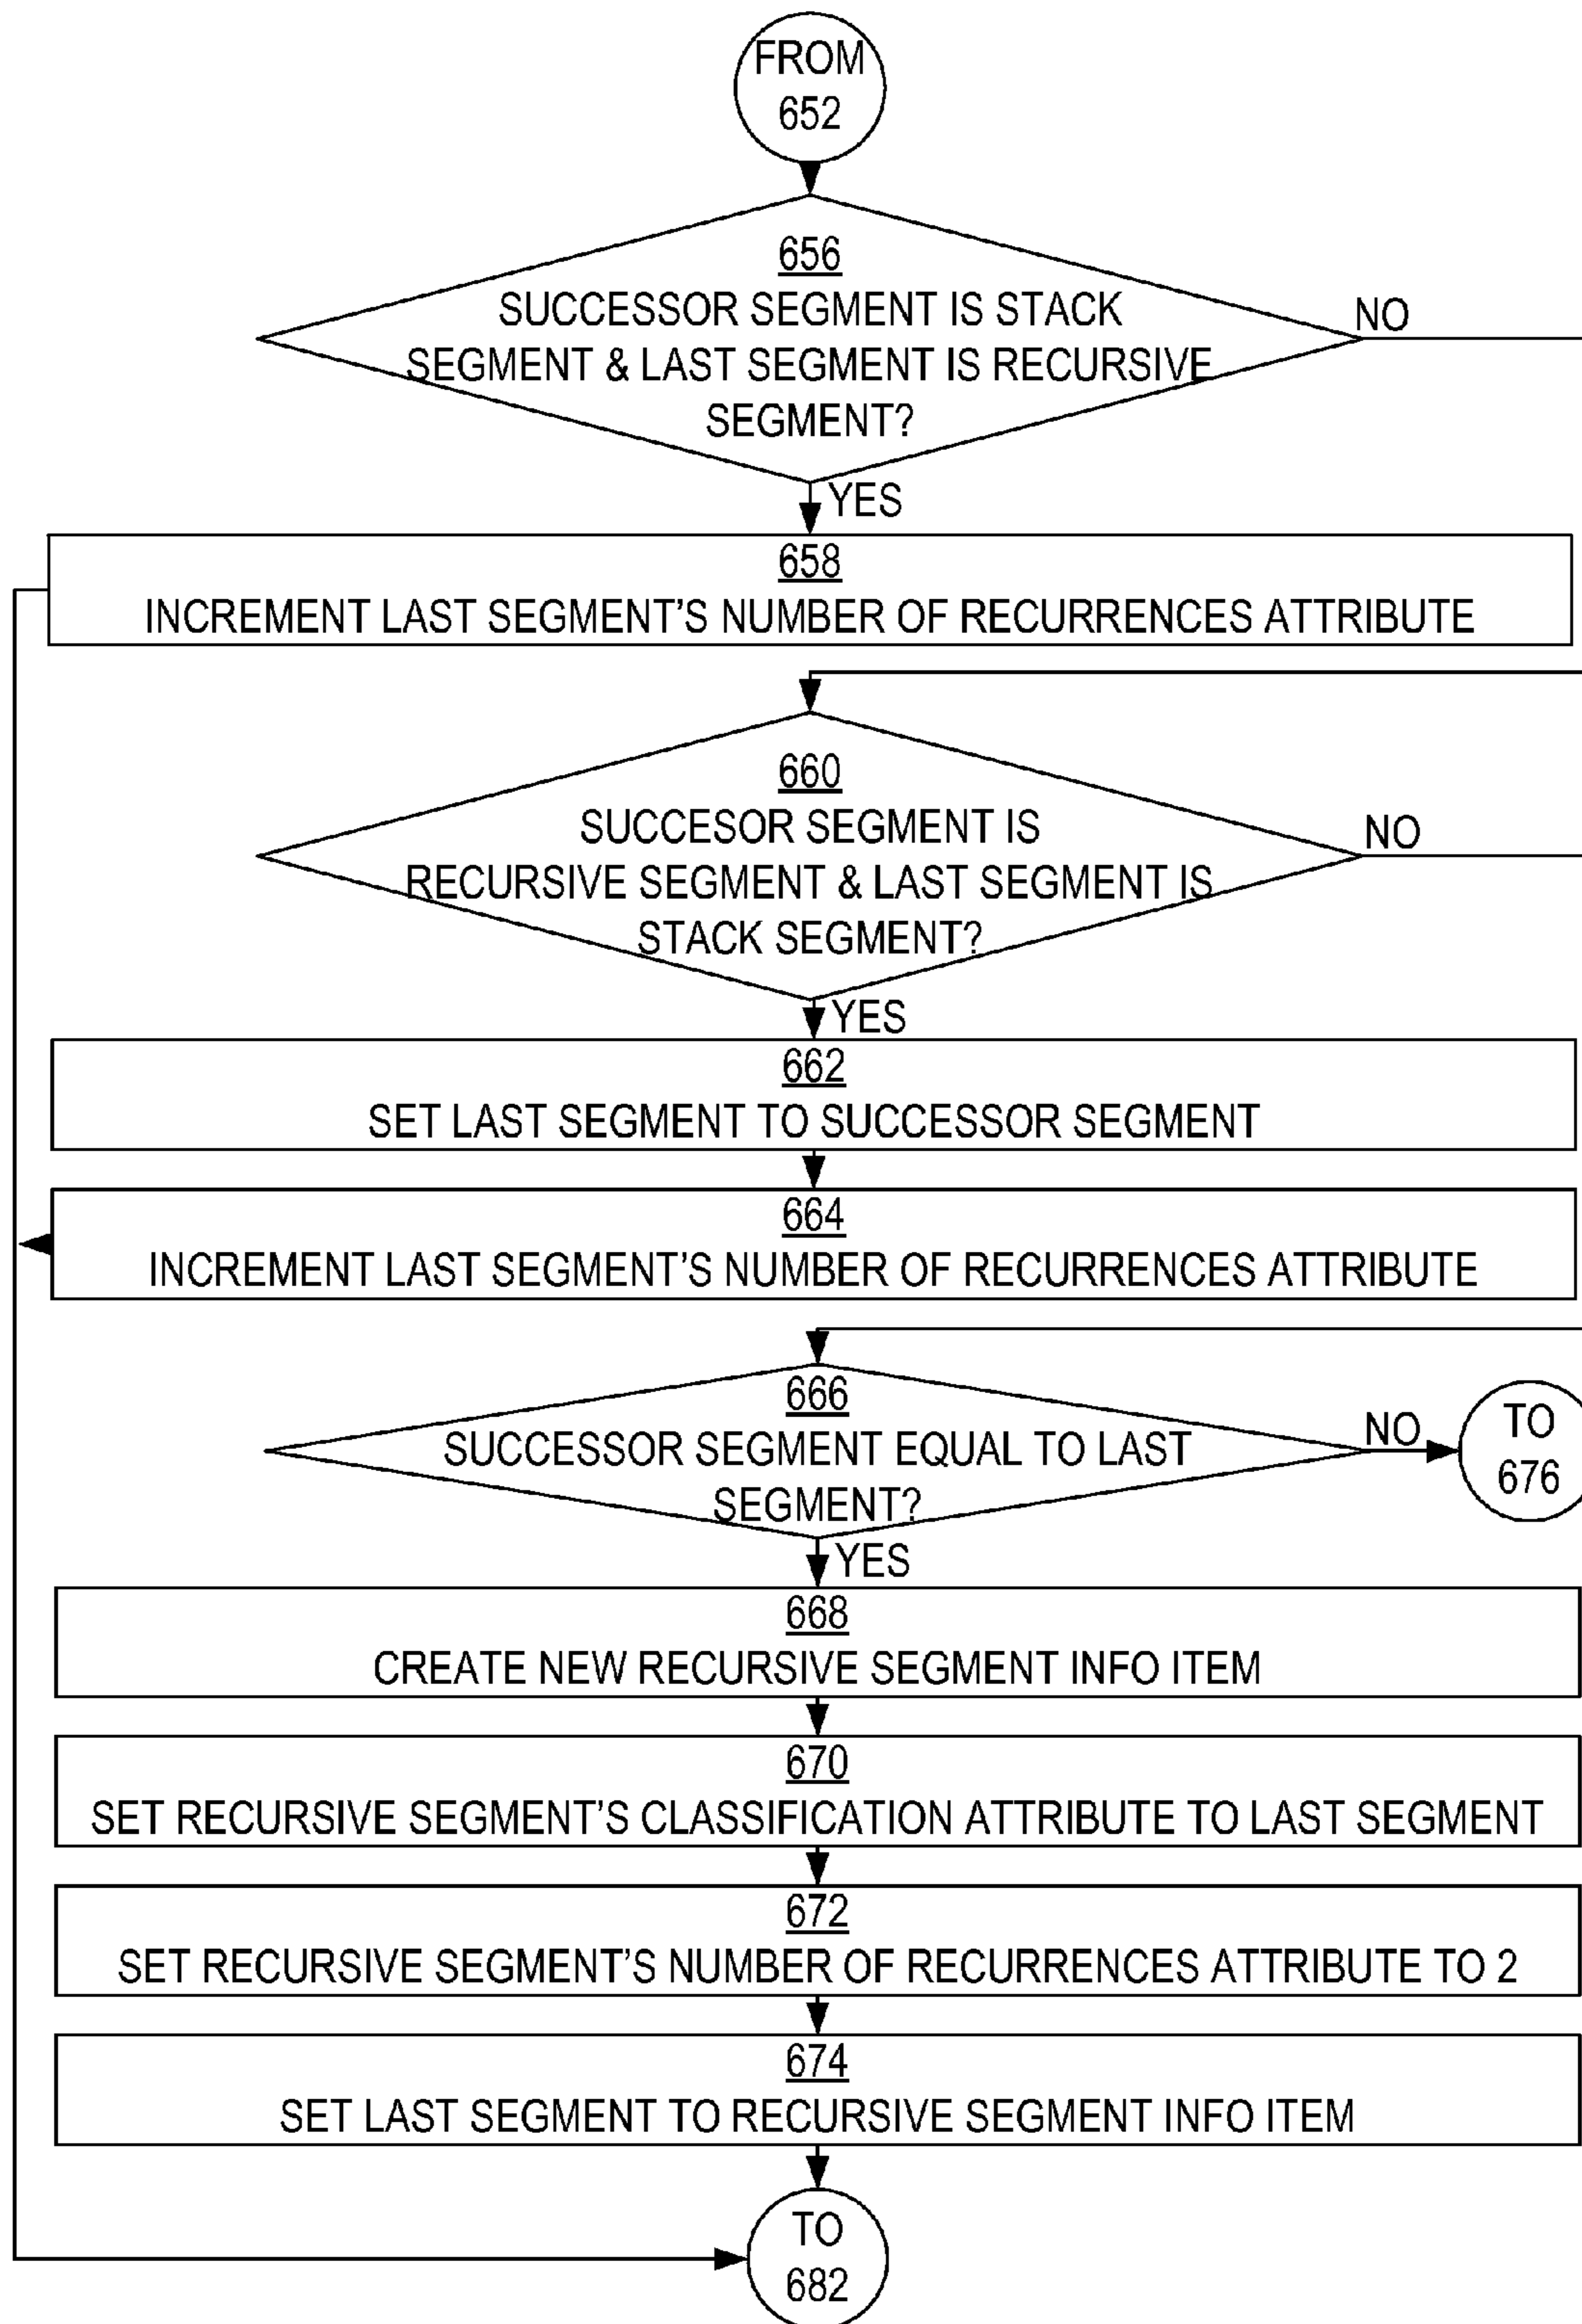 FROM
652
656
SUCCESSOR SEGMENT IS STACK
SEGMENT & LAST SEGMENT IS RECURSIVE
SEGMENT?
NO
YES
658
INCREMENT LAST SEGMENT'S NUMBER OF RECURRENCES ATTRIBUTE
660
SUCCESOR SEGMENT IS
RECURSIVE SEGMENT & LAST SEGMENT IS
STACK SEGMENT?
NO
YES
662
SET LAST SEGMENT TO SUCCESSOR SEGMENT
664
INCREMENT LAST SEGMENT'S NUMBER OF RECURRENCES ATTRIBUTE
666
SUCCESSOR SEGMENT EQUAL TO LAST
SEGMENT?
NO
TO
676
YES
668
CREATE NEW RECURSIVE SEGMENT INFO ITEM
670
SET RECURSIVE SEGMENT'S CLASSIFICATION ATTRIBUTE TO LAST SEGMENT
672
SET RECURSIVE SEGMENT'S NUMBER OF RECURRENCES ATTRIBUTE TO 2
674
SET LAST SEGMENT TO RECURSIVE SEGMENT INFO ITEM
TO
682